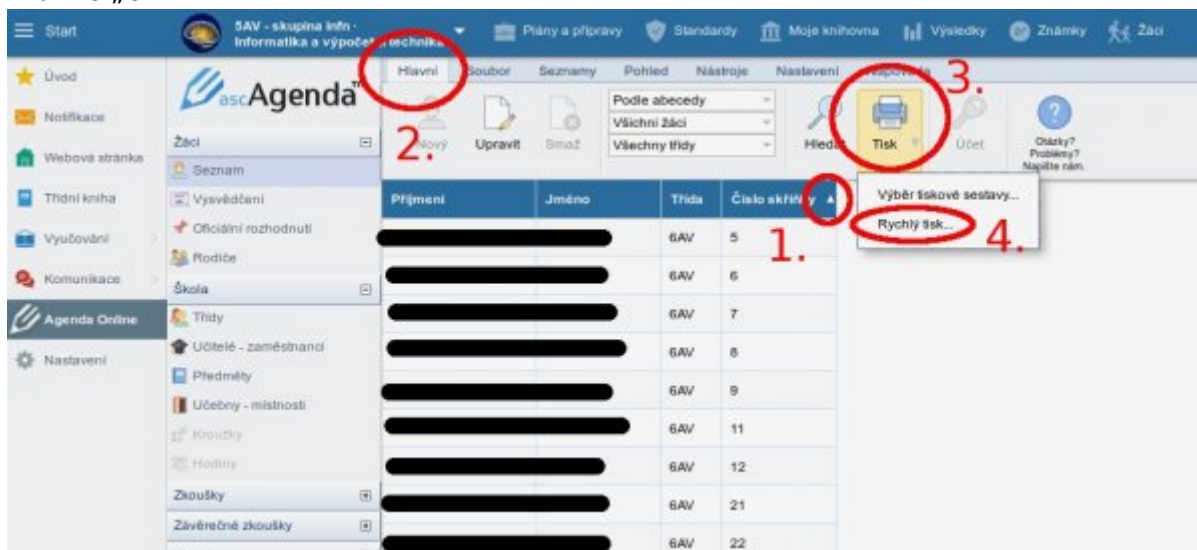 Start
5AV - skupina infn -
Informatika a výpočetní technika
Plány a přípravy
Standardy
Moje knihovna
Výsledky
Známky
Žáci
Úvod
Notifikace
Webová stránka
Třídní kniha
Vyučování
Komunikace
Agenda Online
Nastavení
ascAgenda™
Žáci
Seznam
Vysvědčení
Oficiální rozhodnutí
Rodiče
Škola
Třídy
Učitelé - zaměstnanci
Předměty
Učebny - místnosti
Kroužky
Hodiny
Zkoušky
Závěrečné zkoušky
Hlavní Soubor Seznamy Pohled Nástroje Nastavení Nápověda
Nový
Upravit
Smaž
Podle abecedy
Všichni žáci
Všechny třídy
Hledat
Tisk
Účet
Otázky?
Problémy?
Napište nám.
2.
3.
Výběr tiskové sestavy...
Rychlý tisk...
4.
1.
Příjmení Jméno Třída Číslo skříňky
6AV 5
6AV 6
6AV 7
6AV 8
6AV 9
6AV 11
6AV 12
6AV 21
6AV 22